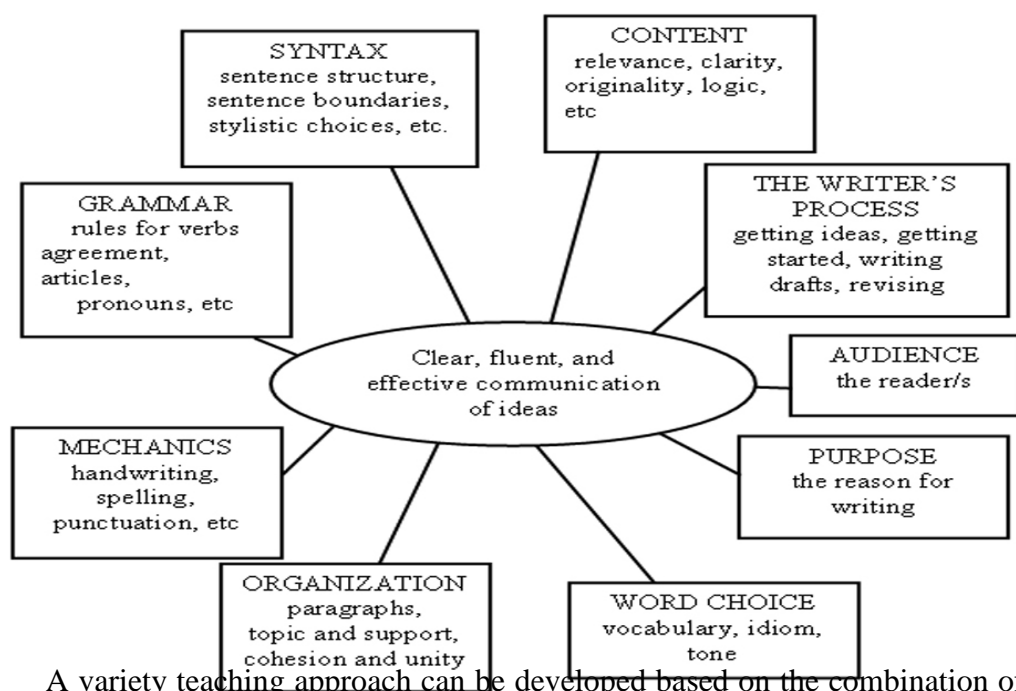 SYNTAX
sentence structure,
sentence boundaries,
stylistic choices, etc.
CONTENT
relevance, clarity,
originality, logic,
etc
GRAMMAR
rules for verbs
agreement,
articles,
pronouns, etc
THE WRITER'S
PROCESS
getting ideas, getting
started, writing
drafts, revising
Clear, fluent, and
effective communication
of ideas
AUDIENCE
the reader/s
MECHANICS
handwriting,
spelling,
punctuation, etc
PURPOSE
the reason for
writing
ORGANIZATION
paragraphs,
topic and support,
cohesion and unity
WORD CHOICE
vocabulary, idiom,
tone
A variety teaching approach can be developed based on the combination of